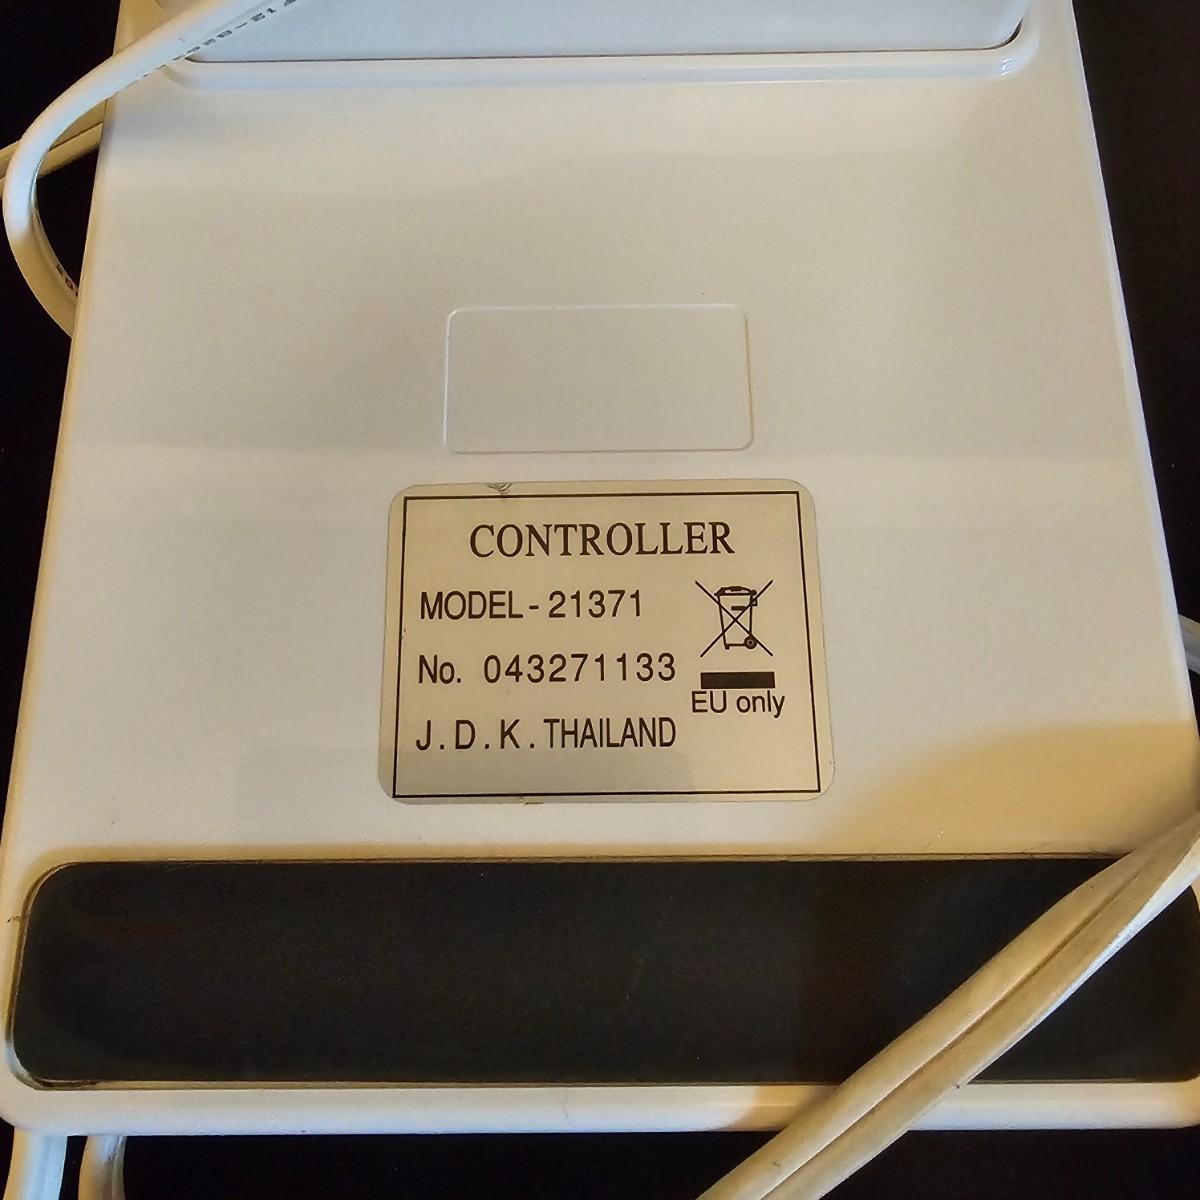 CONTROLLER
MODEL-21371
No. 043271133
EU only
J.D.K. THAILAND